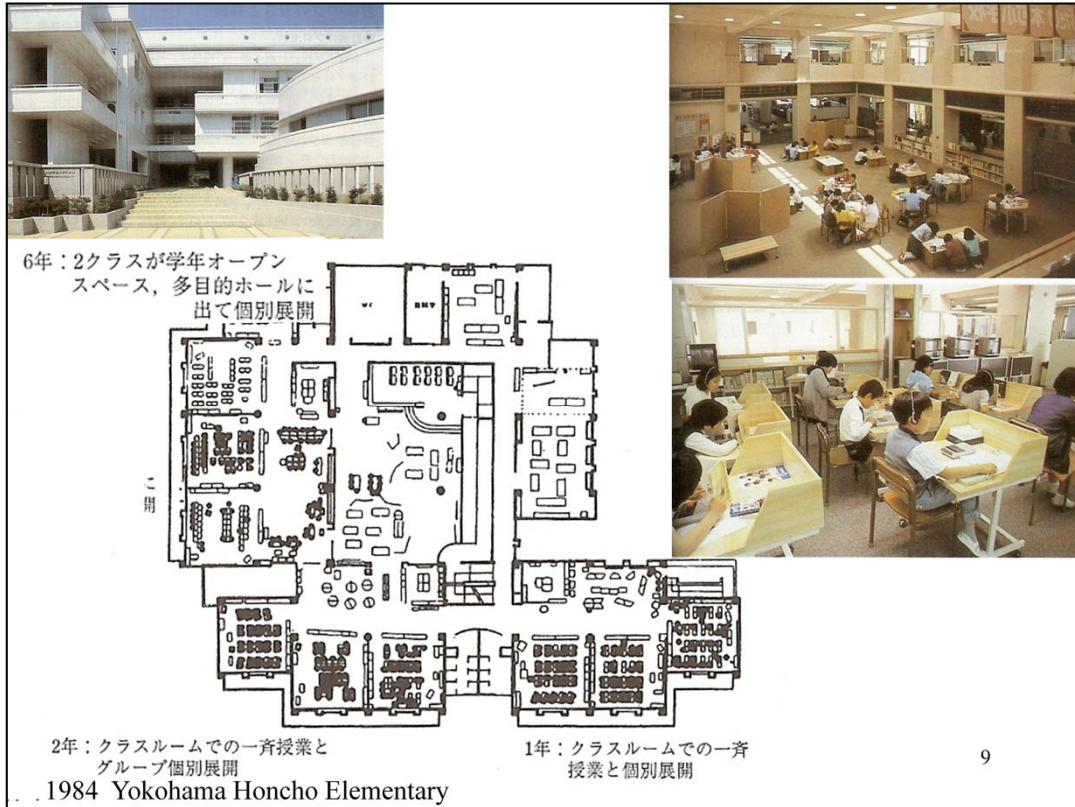 6年：2クラスが学年オープン
スペース，多目的ホールに
出て個別展開
に
開
2年：クラスルームでの一斉授業と
グループ個別展開
1年：クラスルームでの一斉
授業と個別展開
9
1984 Yokohama Honcho Elementary